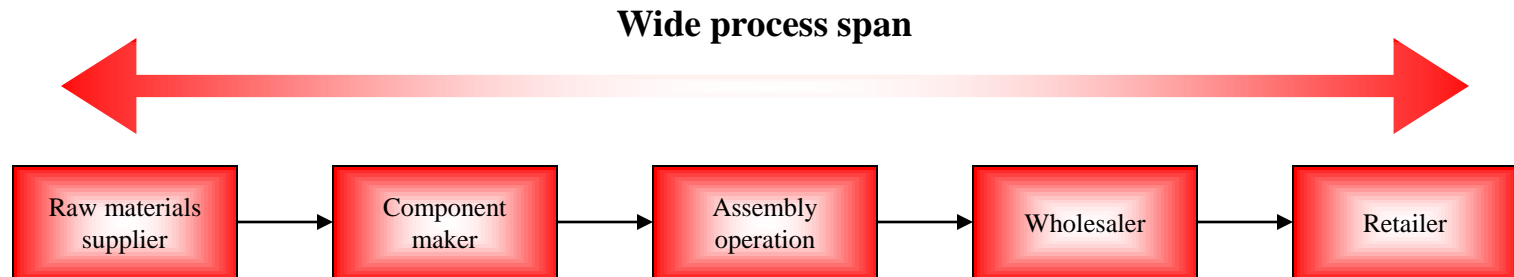 Wide process span
Raw materials
supplier
Component
maker
Assembly
operation
Wholesaler
Retailer